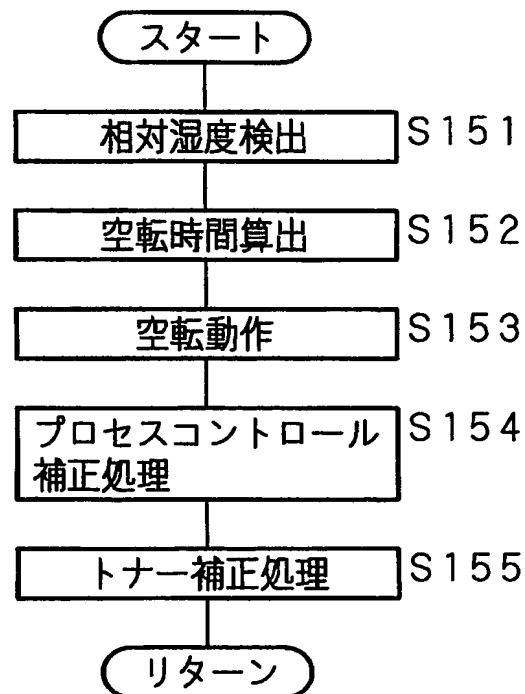 スタート
相対湿度検出 S151
空転時間算出 S152
空転動作 S153
プロセスコントロール S154
補正処理
トナー補正処理 S155
リターン